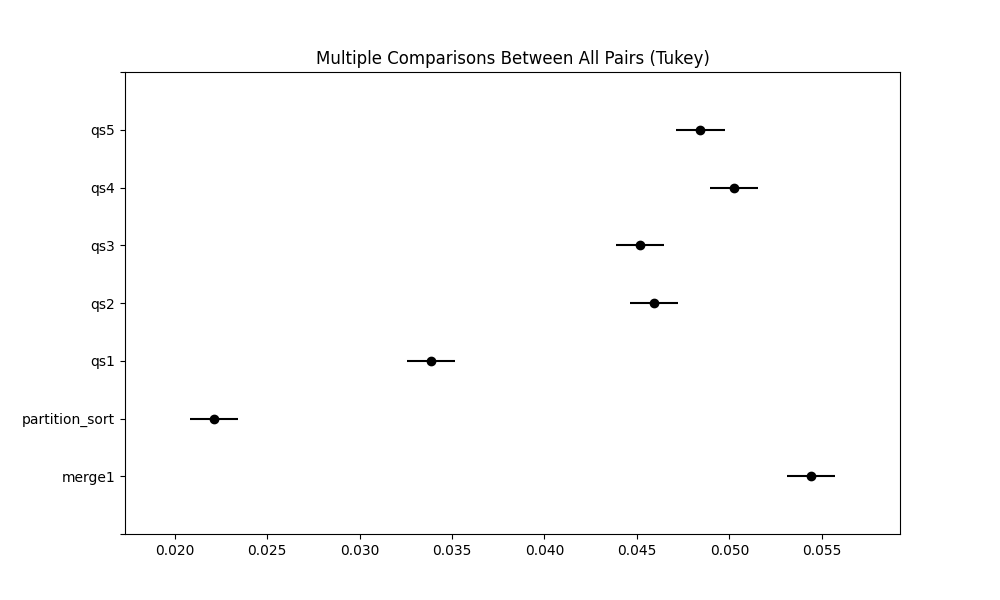 Multiple Comparisons Between All Pairs (Tukey)
qs5
qs4
qs3
qs2
qs1
partition_sort
merge1
0.020 0.025 0.030 0.035 0.040 0.045 0.050 0.055